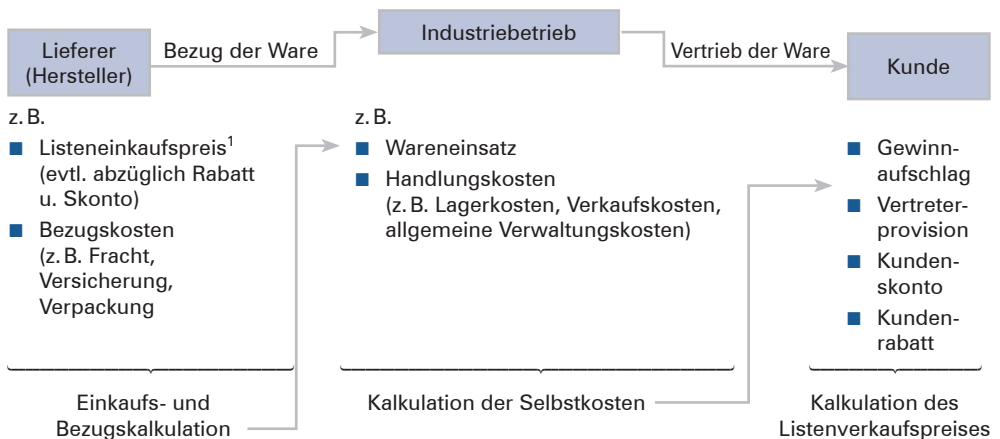 Lieferer
(Hersteller)
Bezug der Ware
Industriebetrieb
Vertrieb der Ware
Kunde
z. B.
■ Listeneinkaufspreis¹
(evtl. abzüglich Rabatt
u. Skonto)
■ Bezugskosten
(z. B. Fracht,
Versicherung,
Verpackung
z. B.
■ Wareneinsatz
■ Handlungskosten
(z. B. Lagerkosten, Verkaufskosten,
allgemeine Verwaltungskosten)
■ Gewinn-
aufschlag
■ Vertreter-
provision
■ Kunden-
skonto
■ Kunden-
rabatt
Einkaufs- und
Bezugskalkulation
Kalkulation der Selbstkosten
Kalkulation des
Listenverkaufspreises